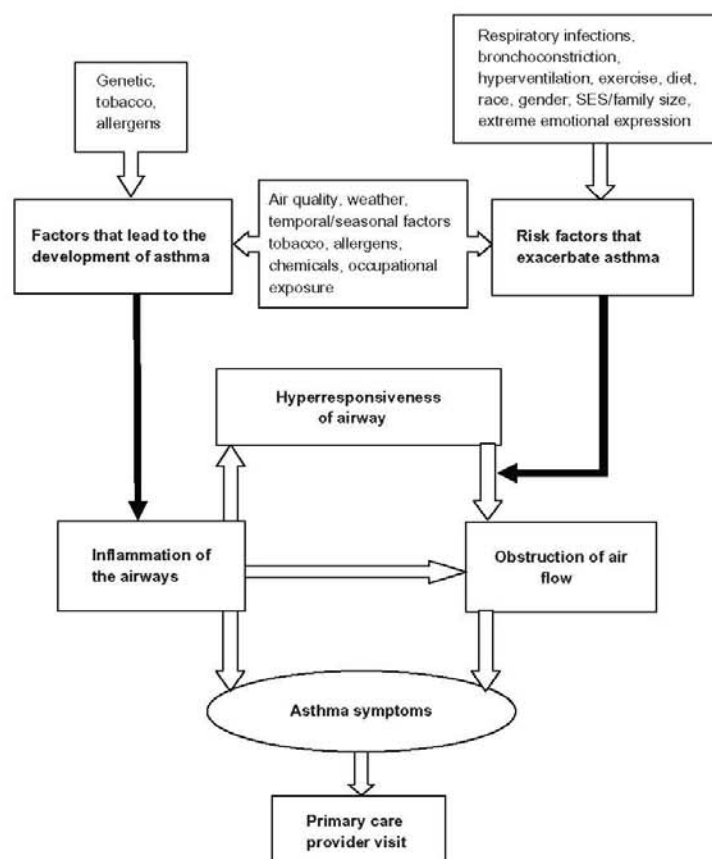 Genetic,
tobacco,
allergens
Respiratory infections,
bronchoconstriction,
hyperventilation, exercise, diet,
race, gender, SES/family size,
extreme emotional expression
Factors that lead to the
development of asthma
Air quality, weather,
temporal/seasonal factors
tobacco, allergens,
chemicals, occupational
exposure
Risk factors that
exacerbate asthma
Hyperresponsiveness
of airway
Inflammation of
the airways
Obstruction of air
flow
Asthma symptoms
Primary care
provider visit